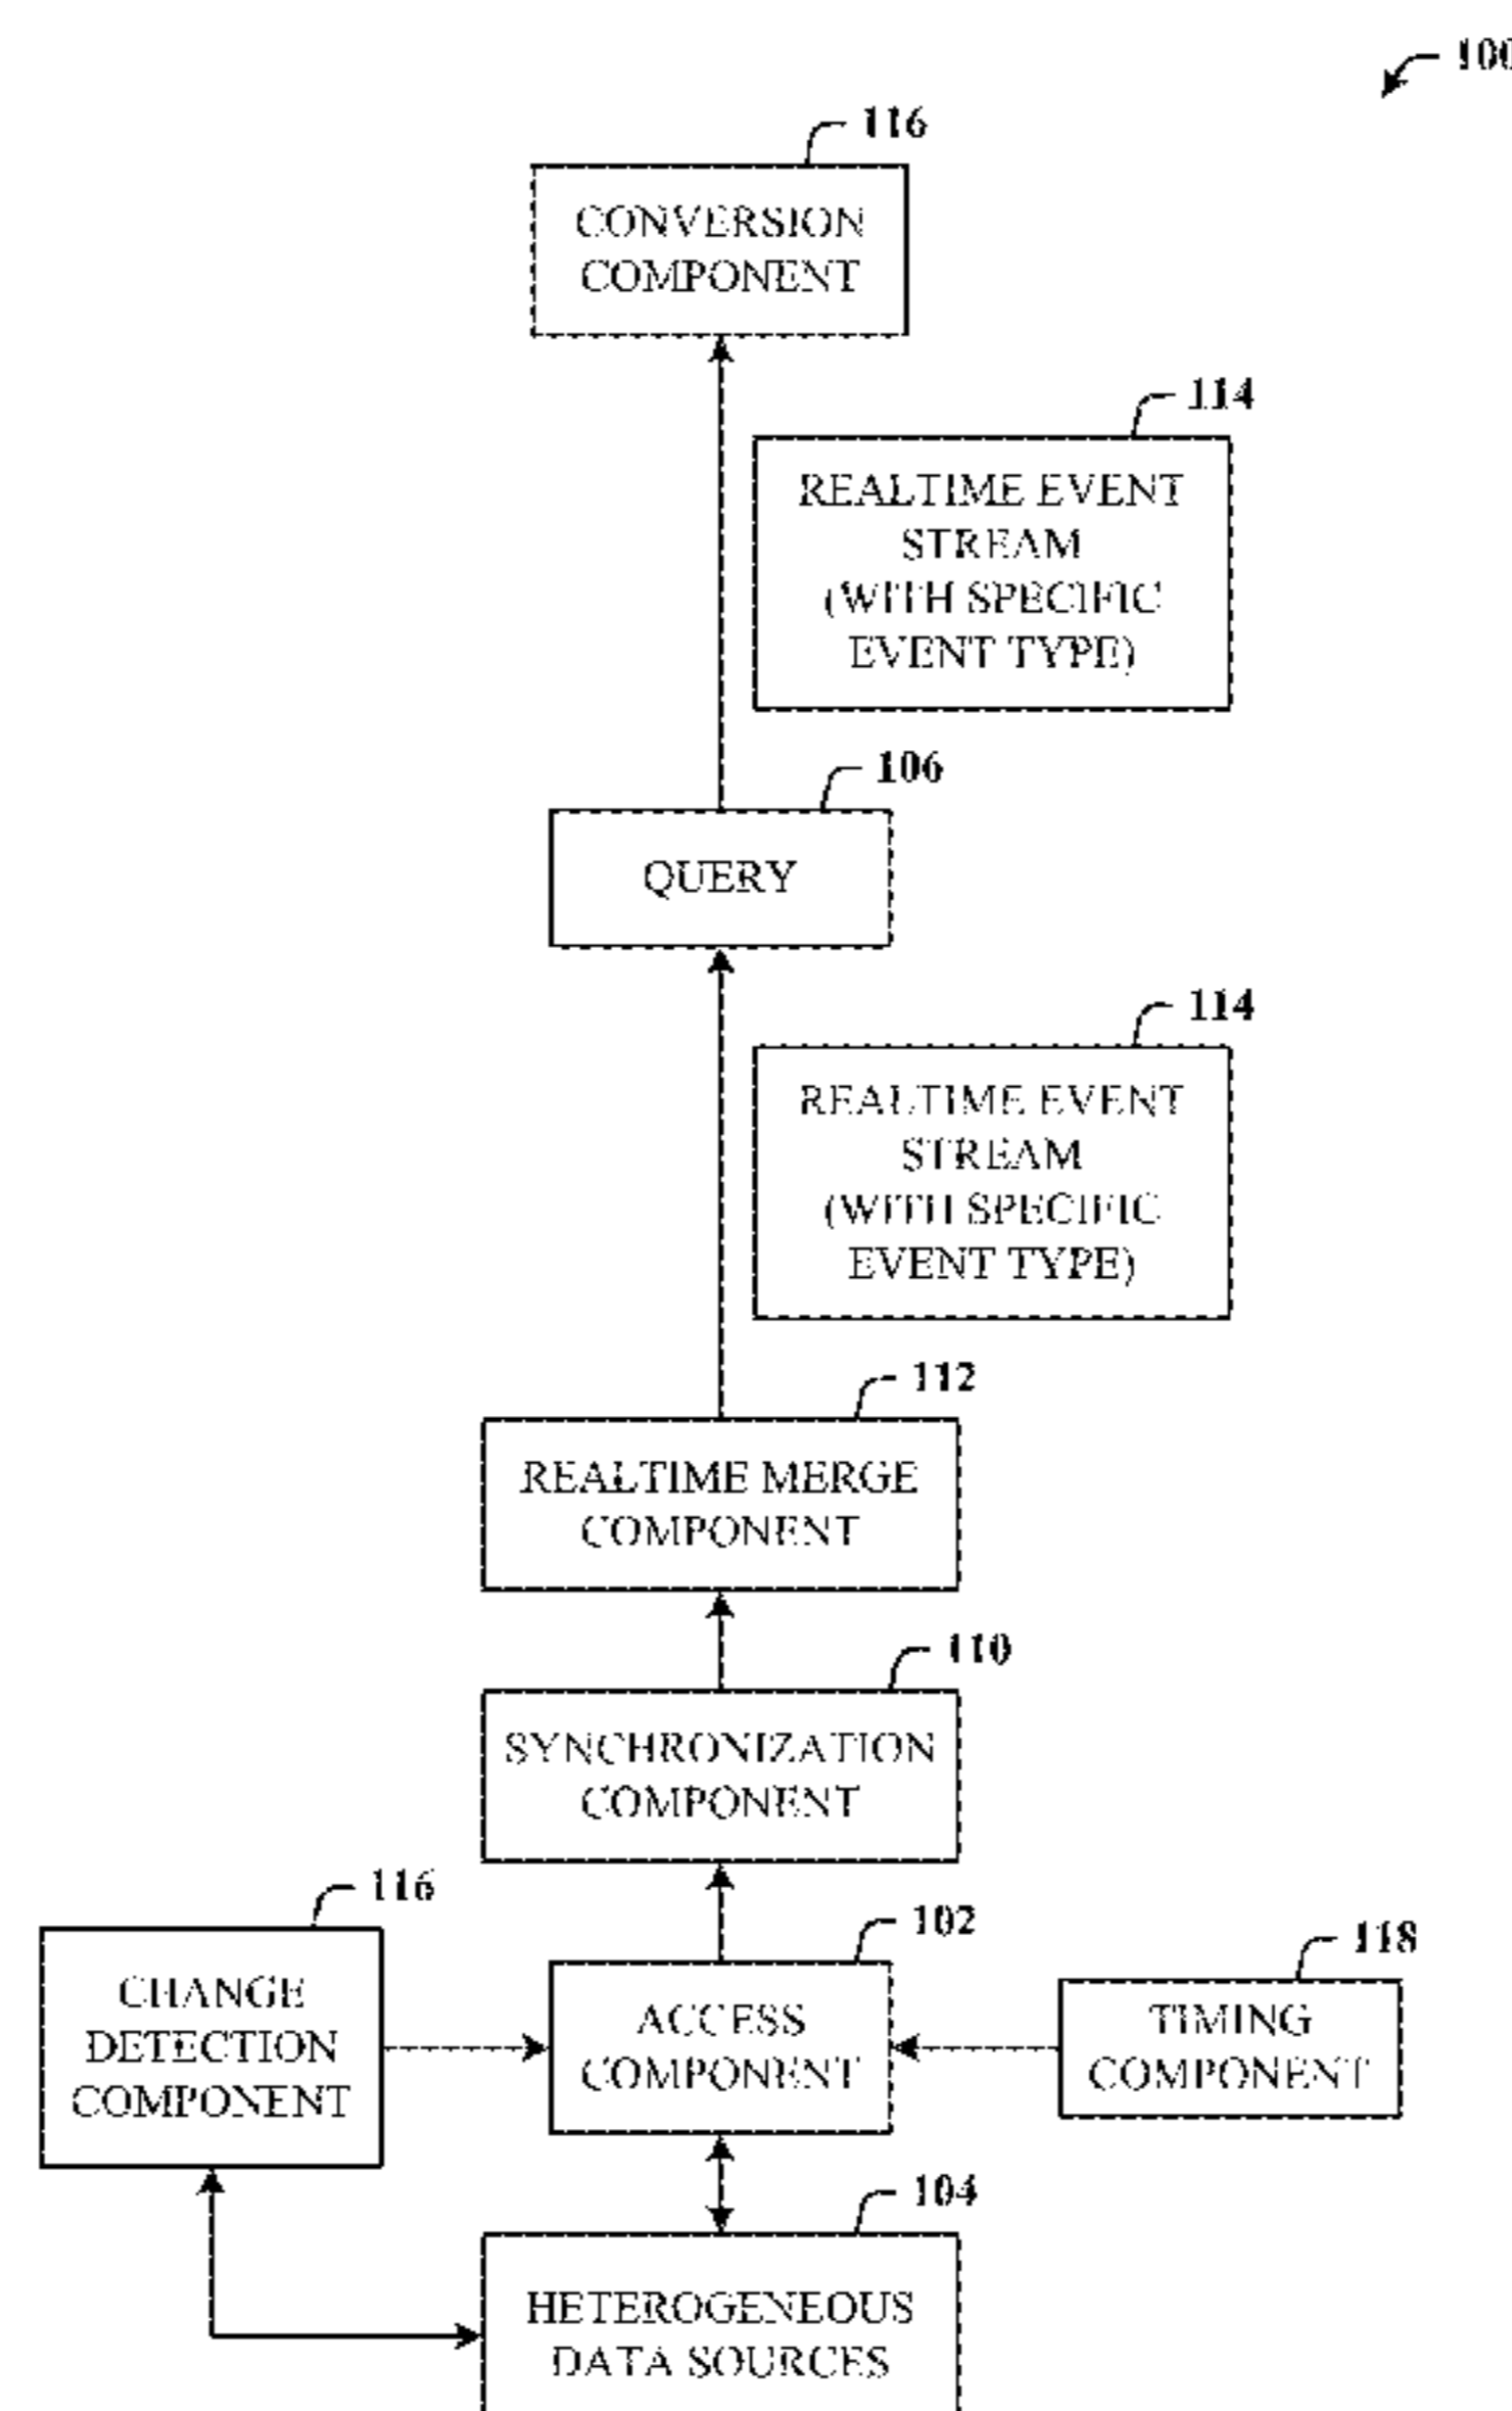 100
116
CONVERSION
COMPONENT
114
REALTIME EVENT
STREAM
(WITH SPECIFIC
EVENT TYPE)
106
QUERY
114
REALTIME EVENT
STREAM
(WITH SPECIFIC
EVENT TYPE)
112
REALTIME MERGE
COMPONENT
110
SYNCHRONIZATION
COMPONENT
116
CHANGE
DETECTION
COMPONENT
102
ACCESS
COMPONENT
118
TIMING
COMPONENT
104
HETEROGENEOUS
DATA SOURCES